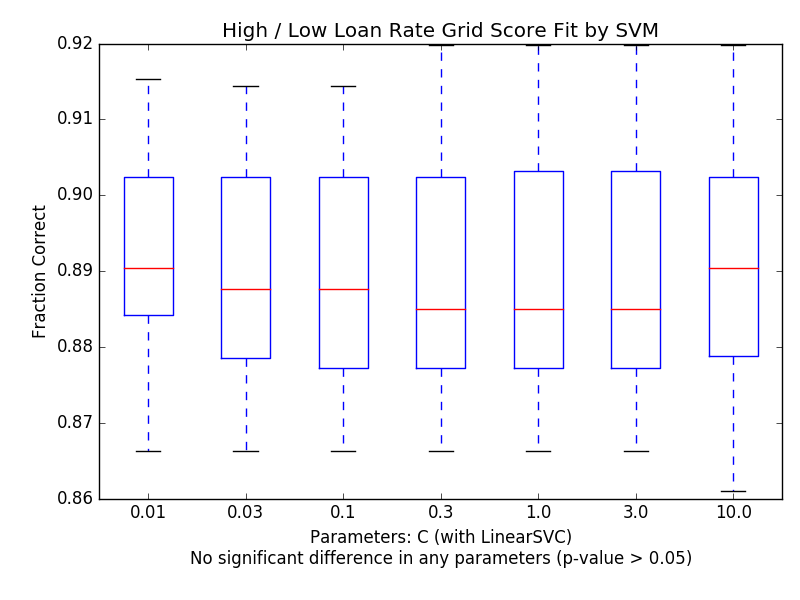 High / Low Loan Rate Grid Score Fit by SVM
0.92
0.91
0.90
0.89
0.88
0.87
0.86
Fraction Correct
0.01 0.03 0.1 0.3 1.0 3.0 10.0
Parameters: C (with LinearSVC)
No significant difference in any parameters (p-value > 0.05)